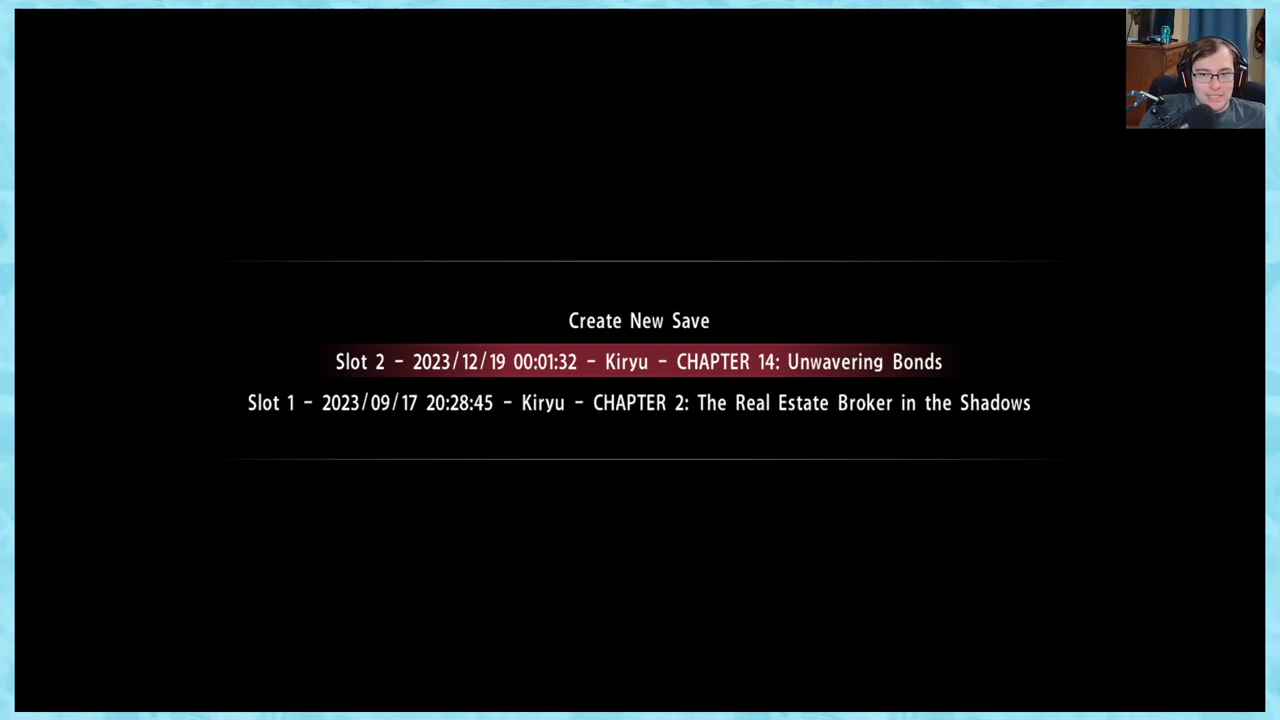 Create New Save
Slot 2 – 2023/12/19 00:01:32 – Kiryu – CHAPTER 14: Unwavering Bonds
Slot 1 – 2023/09/17 20:28:45 – Kiryu – CHAPTER 2: The Real Estate Broker in the Shadows